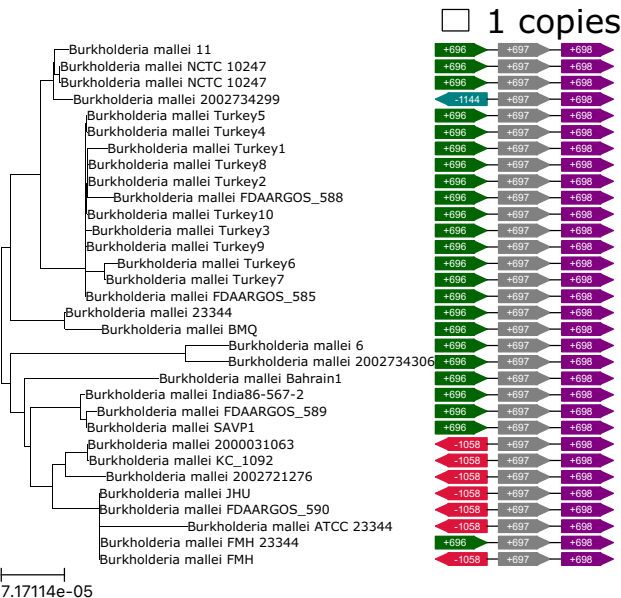 1 copies
Burkholderia mallei 11 +696 +697 +698
Burkholderia mallei NCTC 10247 +696 +697 +698
Burkholderia mallei NCTC 10247 +696 +697 +698
Burkholderia mallei 2002734299 -1144 +697 +698
Burkholderia mallei Turkey5 +696 +697 +698
Burkholderia mallei Turkey4 +696 +697 +698
Burkholderia mallei Turkey1 +696 +697 +698
Burkholderia mallei Turkey8 +696 +697 +698
Burkholderia mallei Turkey2 +696 +697 +698
Burkholderia mallei FDAARGOS_588 +696 +697 +698
Burkholderia mallei Turkey10 +696 +697 +698
Burkholderia mallei Turkey3 +696 +697 +698
Burkholderia mallei Turkey9 +696 +697 +698
Burkholderia mallei Turkey6 +696 +697 +698
Burkholderia mallei Turkey7 +696 +697 +698
Burkholderia mallei FDAARGOS_585 +696 +697 +698
Burkholderia mallei 23344 +696 +697 +698
Burkholderia mallei BMQ +696 +697 +698
Burkholderia mallei 6 +696 +697 +698
Burkholderia mallei 2002734306 +696 +697 +698
Burkholderia mallei Bahrain1 +696 +697 +698
Burkholderia mallei India86-567-2 +696 +697 +698
Burkholderia mallei FDAARGOS_589 +696 +697 +698
Burkholderia mallei SAVP1 +696 +697 +698
Burkholderia mallei 2000031063 -1058 +697 +698
Burkholderia mallei KC_1092 -1058 +697 +698
Burkholderia mallei 2002721276 -1058 +697 +698
Burkholderia mallei JHU -1058 +697 +698
Burkholderia mallei FDAARGOS_590 -1058 +697 +698
Burkholderia mallei ATCC 23344 -1058 +697 +698
Burkholderia mallei FMH 23344 +696 +697 +698
Burkholderia mallei FMH -1058 +697 +698
7.17114e-05